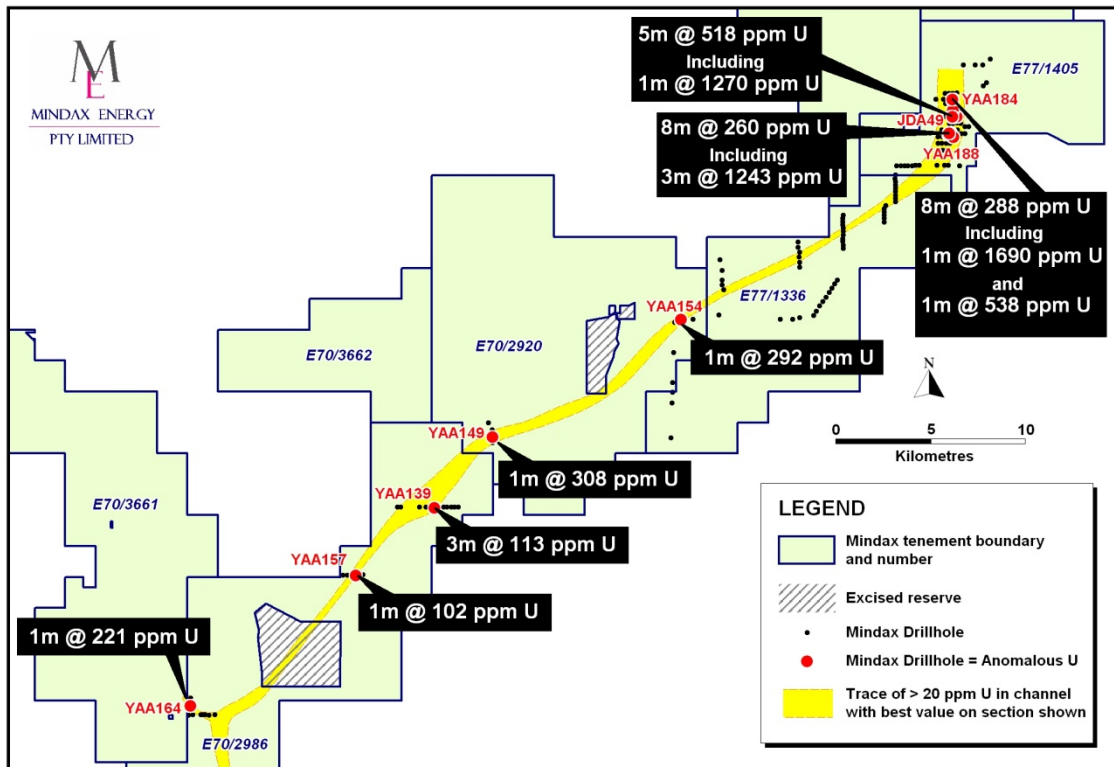 ME
MINDAX ENERGY
PTY LIMITED
5m @ 518 ppm U
Including
1m @ 1270 ppm U
E77/1405
YAA184
JDA49
8m @ 260 ppm U
Including
3m @ 1243 ppm U
YAA188
8m @ 288 ppm U
Including
1m @ 1690 ppm U
and
1m @ 538 ppm U
YAA154
E77/1336
E70/3662
E70/2920
1m @ 292 ppm U
N
0 5 10
Kilometres
YAA149
1m @ 308 ppm U
YAA139
E70/3661
3m @ 113 ppm U
YAA157
1m @ 102 ppm U
1m @ 221 ppm U
YAA164
E70/2986
LEGEND
Mindax tenement boundary
and number
Excised reserve
Mindax Drillhole
Mindax Drillhole = Anomalous U
Trace of > 20 ppm U in channel
with best value on section shown